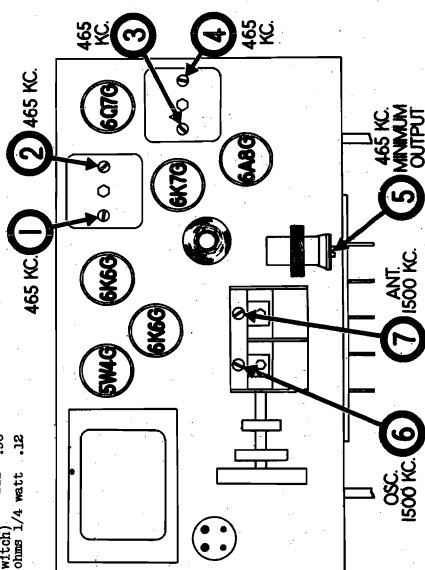 witch)
ohms 1/4 watt .12
465 KC.
1
2
465 KC.
465 KC.
3
4
465 KC.
5W4G
6K6G
6K6G
6K7G
6Q7G
6A8G
OSC.
1500 KC.
6
7
ANT.
1500 KC.
5
465 KC.
MINIMUM
OUTPUT